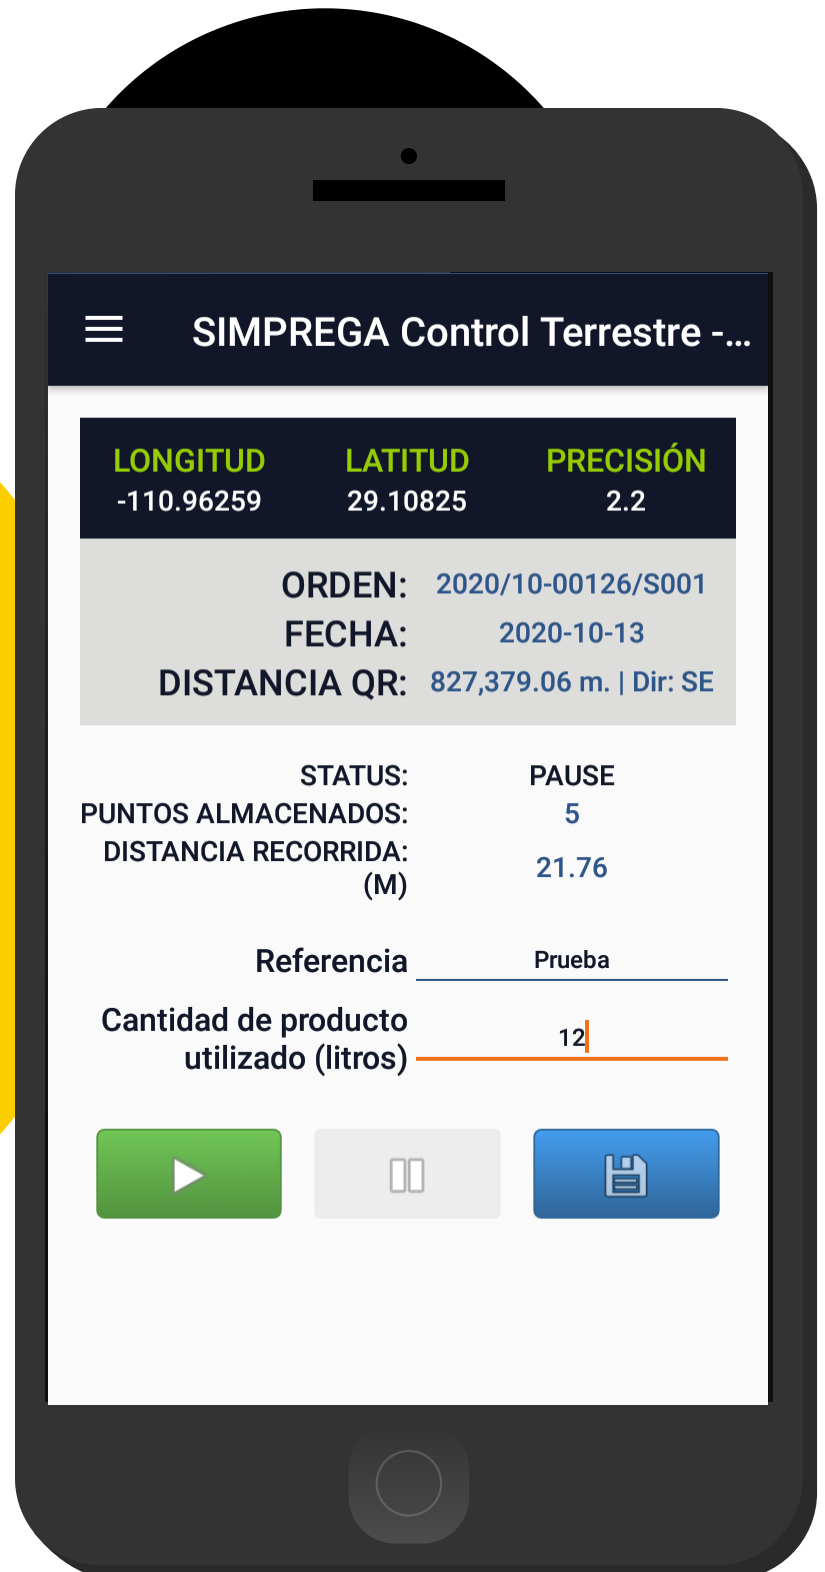 SIMPREGA Control Terrestre -...
LONGITUD LATITUD PRECISIÓN
-110.96259 29.10825 2.2
ORDEN: 2020/10-00126/S001
FECHA: 2020-10-13
DISTANCIA QR: 827,379.06 m. | Dir: SE
STATUS: PAUSE
PUNTOS ALMACENADOS: 5
DISTANCIA RECORRIDA:
(M) 21.76
Referencia Prueba
Cantidad de producto
utilizado (litros) 12